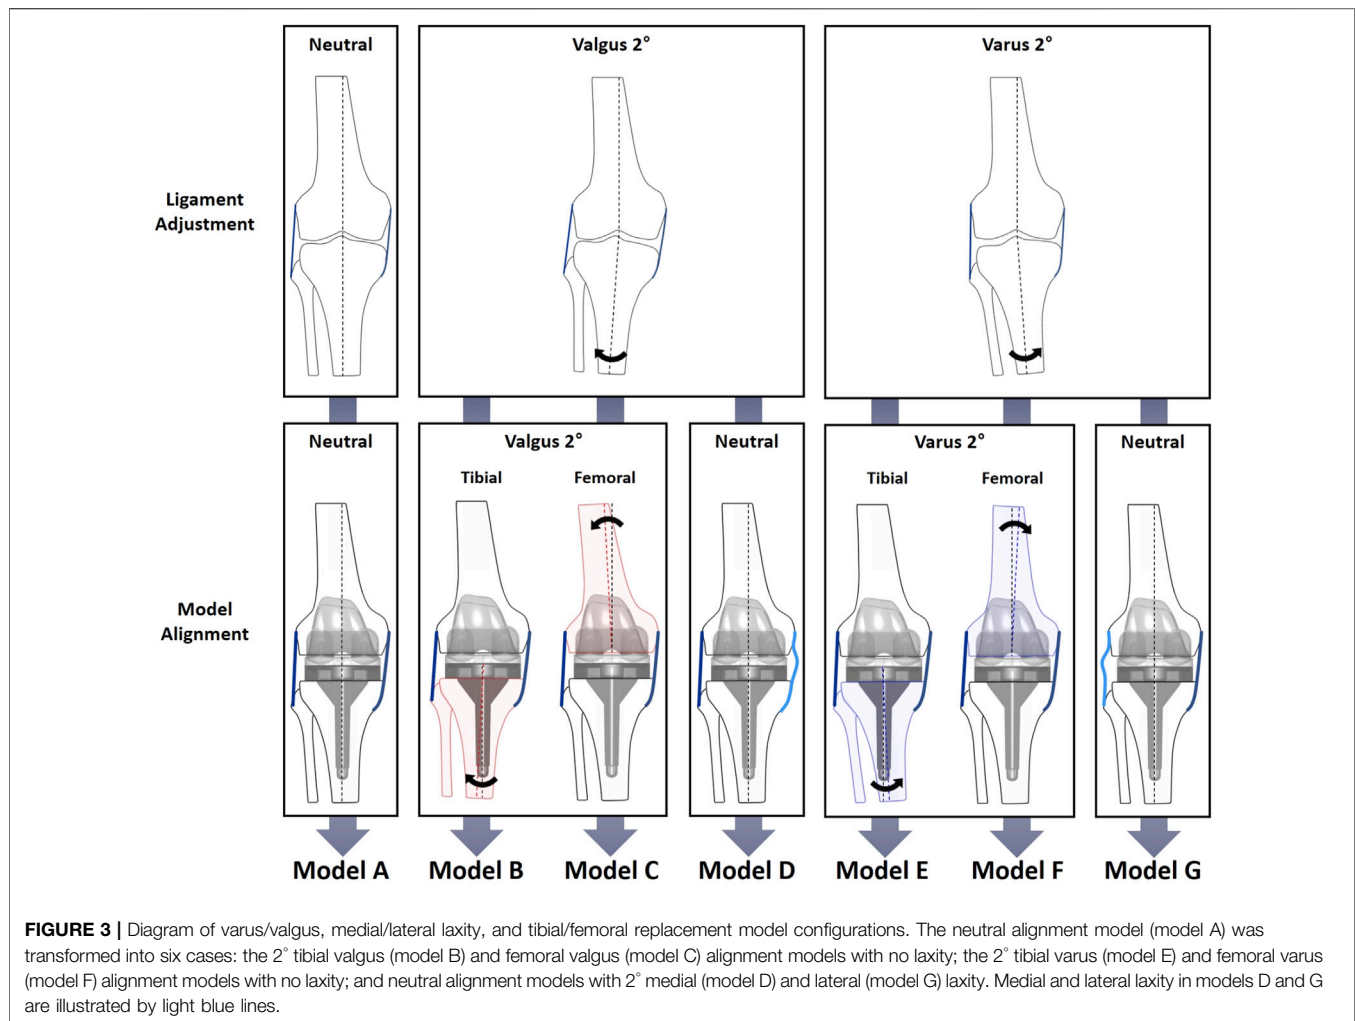 Neutral
Valgus 2°
Varus 2°
Ligament
Adjustment
Neutral
Valgus 2°
Neutral
Varus 2°
Neutral
Tibial
Femoral
Tibial
Femoral
Model
Alignment
Model A
Model B
Model C
Model D
Model E
Model F
Model G
FIGURE 3 | Diagram of varus/valgus, medial/lateral laxity, and tibial/femoral replacement model configurations. The neutral alignment model (model A) was
transformed into six cases: the 2° tibial valgus (model B) and femoral valgus (model C) alignment models with no laxity; the 2° tibial varus (model E) and femoral varus
(model F) alignment models with no laxity; and neutral alignment models with 2° medial (model D) and lateral (model G) laxity. Medial and lateral laxity in models D and G
are illustrated by light blue lines.